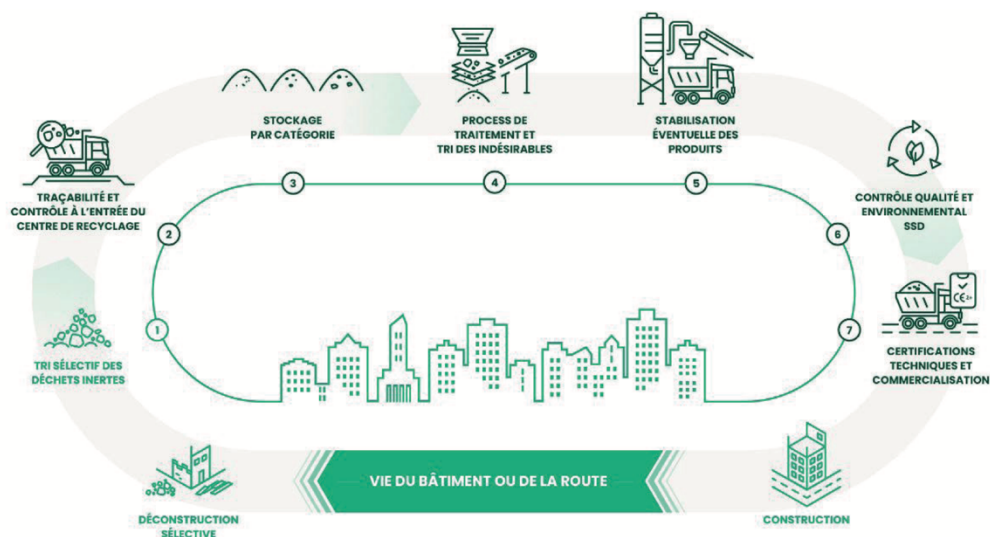 STOCKAGE
PAR CATÉGORIE
PROCESS DE
TRAITEMENT ET
TRI DES INDÉSIRABLES
STABILISATION
ÉVENTUELLE DES
PRODUITS
TRAÇABILITÉ ET
CONTRÔLE À L'ENTRÉE DU
CENTRE DE RECYCLAGE
CONTRÔLE QUALITÉ ET
ENVIRONNEMENTAL
SSD
3
4
5
2
6
1
7
CE 2+
TRI SÉLECTIF DES
DÉCHETS INERTES
CERTIFICATIONS
TECHNIQUES ET
COMMERCIALISATION
VIE DU BÂTIMENT OU DE LA ROUTE
DÉCONSTRUCTION
SÉLECTIVE
CONSTRUCTION